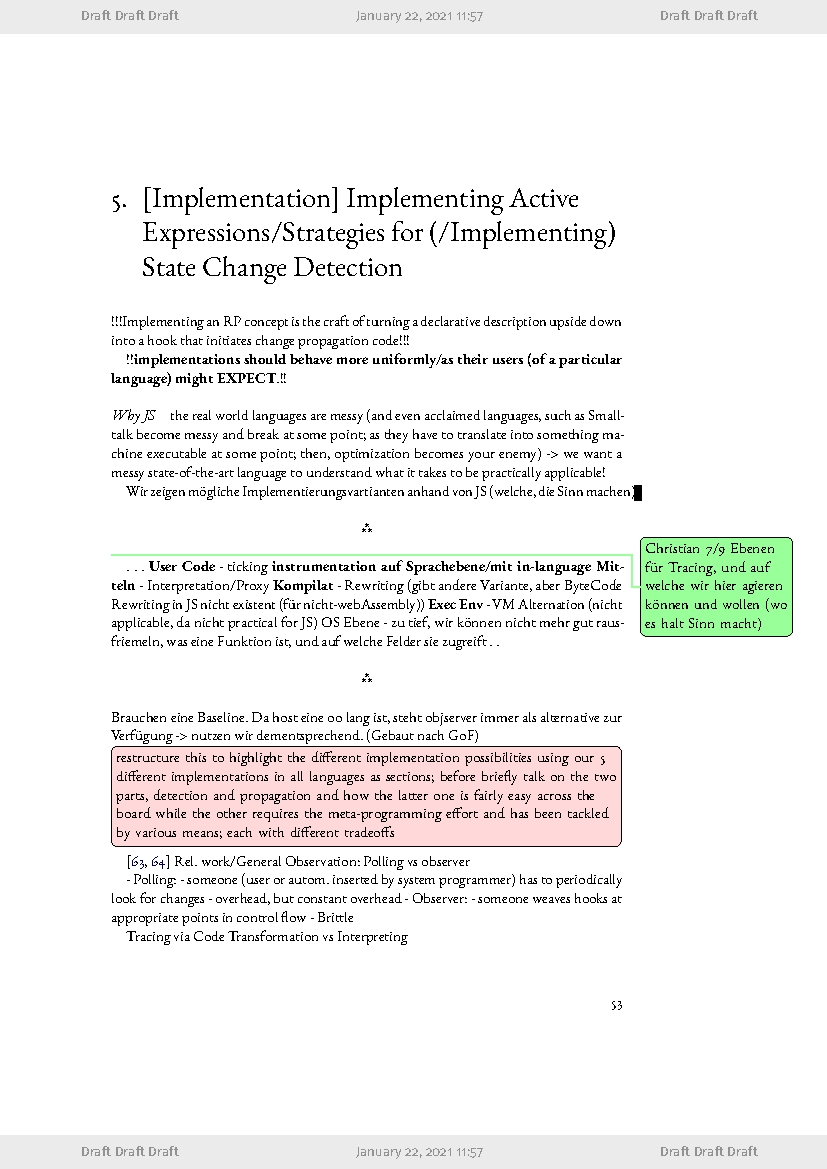 Draft Draft Draft January 22, 2021 11:57 Draft Draft Draft
5. [Implementation] Implementing Active
Expressions/Strategies for (/Implementing)
State Change Detection
!!!Implementing an RP concept is the craft of turning a declarative description upside down
into a hook that initiates change propagation code!!!
!!implementations should behave more uniformly/as their users (of a particular
language) might EXPECT.!!
Why JS the real world languages are messy (and even acclaimed languages, such as Small-
talk become messy and break at some point; as they have to translate into something ma-
chine executable at some point; then, optimization becomes your enemy) -> we want a
messy state-of-the-art language to understand what it takes to be practically applicable!
Wir zeigen mögliche Implementierungsvarianten anhand von JS (welche, die Sinn machen)
⁂
. . . User Code - ticking instrumentation auf Sprachebene/mit in-language Mit-
teln - Interpretation/Proxy Kompilat - Rewriting (gibt andere Variante, aber ByteCode
Rewriting in JS nicht existent (für nicht-webAssembly)) Exec Env - VM Alternation (nicht
applicable, da nicht practical for JS) OS Ebene - zu tief, wir können nicht mehr gut raus-
friemeln, was eine Funktion ist, und auf welche Felder sie zugreift . .
Christian 7/9 Ebenen
für Tracing, und auf
welche wir hier agieren
können und wollen (wo
es halt Sinn macht)
⁂
Brauchen eine Baseline. Da host eine oo lang ist, steht objserver immer als alternative zur
Verfügung -> nutzen wir dementsprechend. (Gebaut nach GoF)
restructure this to highlight the different implementation possibilities using our 5
different implementations in all languages as sections; before briefly talk on the two
parts, detection and propagation and how the latter one is fairly easy across the
board while the other requires the meta-programming effort and has been tackled
by various means; each with different tradeoffs
[63, 64] Rel. work/General Observation: Polling vs observer
- Polling: - someone (user or autom. inserted by system programmer) has to periodically
look for changes - overhead, but constant overhead - Observer: - someone weaves hooks at
appropriate points in control flow - Brittle
Tracing via Code Transformation vs Interpreting
53
Draft Draft Draft January 22, 2021 11:57 Draft Draft Draft